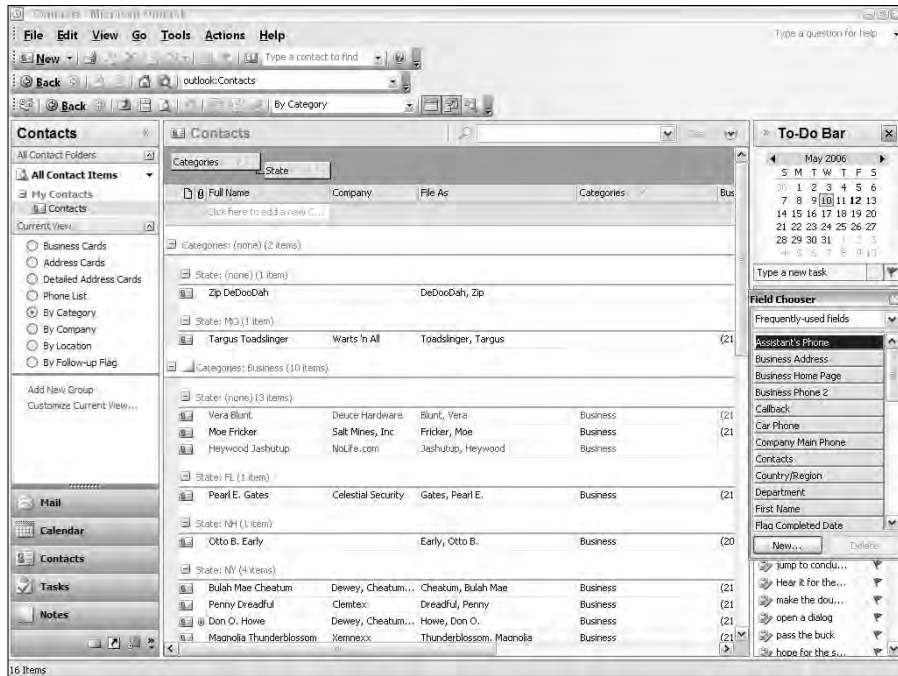 Contacts - Microsoft Outlook
File Edit View Go Tools Actions Help
Type a question for help
New Type a contact to find
Back outlook:Contacts
Back By Category
Contacts
All Contact Folders
All Contact Items
My Contacts
Contacts
Current View
Business Cards
Address Cards
Detailed Address Cards
Phone List
By Category
By Company
By Location
By Follow-up Flag
Add New Group
Customize Current View...
Mail
Calendar
Contacts
Tasks
Notes
Contacts
Categories
State
Full Name Company File As Categories Bus
Click here to add a new C...
Categories: (none) (2 items)
State: (none) (1 item)
Zip DeDooDah DeDooDah, Zip
State: MO (1 item)
Targus Toadslinger Warts 'n All Toadslinger, Targus (21
Categories: Business (10 items)
State: (none) (3 items)
Vera Blunt Deuce Hardware Blunt, Vera Business (21
Moe Fricker Salt Mines, Inc Fricker, Moe Business (21
Heywood Jashutup NoLife.com Jashutup, Heywood Business
State: FL (1 item)
Pearl E. Gates Celestial Security Gates, Pearl E. Business (21
State: NH (1 item)
Otto B. Early Early, Otto B. Business (20
State: NY (4 items)
Bulah Mae Cheatum Dewey, Cheatum... Cheatum, Bulah Mae Business (21
Penny Dreadful Clemtex Dreadful, Penny Business (21
Don O. Howe Dewey, Cheatum... Howe, Don O. Business (21
Magnolia Thunderblossom Xemnexx Thunderblossom, Magnolia Business (21
To-Do Bar
May 2006
S M T W T F S
30 1 2 3 4 5 6
7 8 9 10 11 12 13
14 15 16 17 18 19 20
21 22 23 24 25 26 27
28 29 30 31 1 2 3
4 5 6 7 8 9 10
Type a new task
Field Chooser
Frequently-used fields
Assistant's Phone
Business Address
Business Home Page
Business Phone 2
Callback
Car Phone
Company Main Phone
Contacts
Country/Region
Department
First Name
Flag Completed Date
New... Delete
jump to conclu...
Hear it for the...
make the dou...
open a dialog
pass the buck
hope for the s...
16 Items